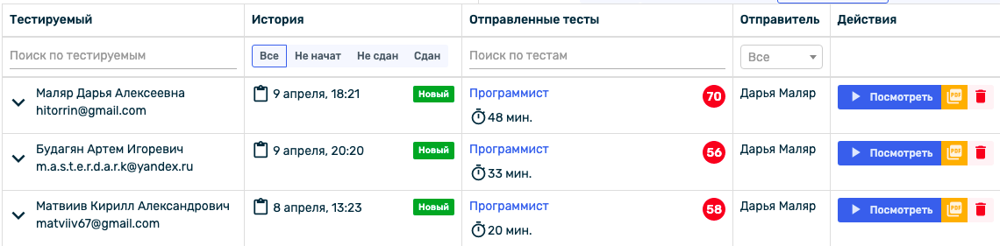 Тестируемый История Отправленные тесты Отправитель Действия
Поиск по тестируемым Все Не начат Не сдан Сдан Поиск по тестам Все
Маляр Дарья Алексеевна 9 апреля, 18:21 Новый Программист 70 Дарья Маляр Посмотреть PDF
hitorrin@gmail.com 48 мин.
Будагян Артем Игоревич 9 апреля, 20:20 Новый Программист 56 Дарья Маляр Посмотреть PDF
m.a.s.t.e.r.d.a.r.k@yandex.ru 33 мин.
Матвиив Кирилл Александрович 8 апреля, 13:23 Новый Программист 58 Дарья Маляр Посмотреть PDF
matviiv67@gmail.com 20 мин.